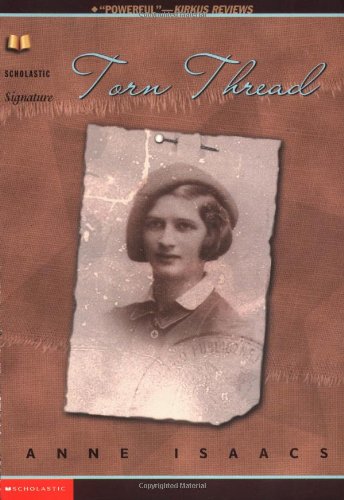 "POWERFUL"—KIRKUS REVIEWS
SCHOLASTIC
Signature
Torn Thread
ANNE ISAACS
SCHOLASTIC